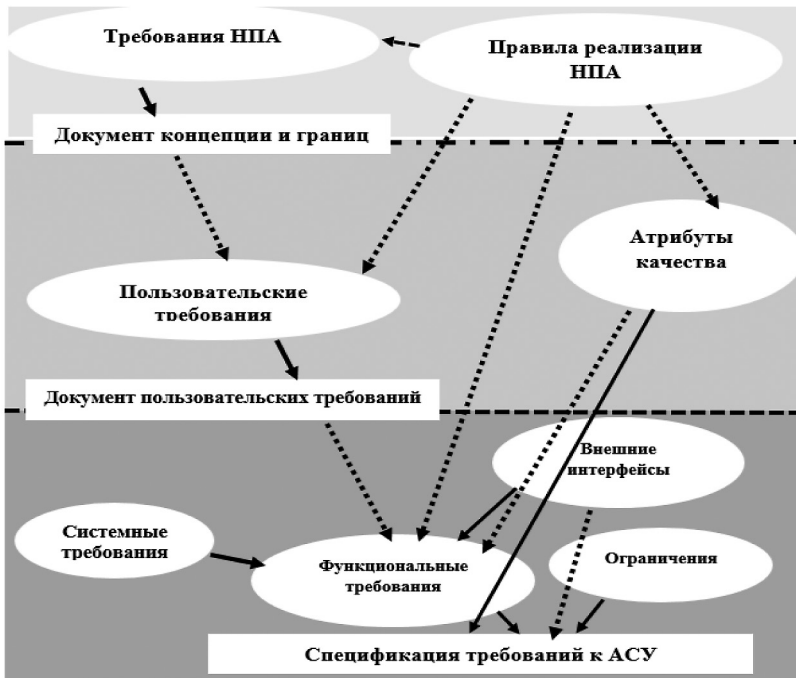 Требования НПА
Правила реализации
НПА
Документ концепции и границ
Атрибуты
качества
Пользовательские
требования
Документ пользовательских требований
Внешние
интерфейсы
Системные
требования
Функциональные
требования
Ограничения
Спецификация требований к АСУ